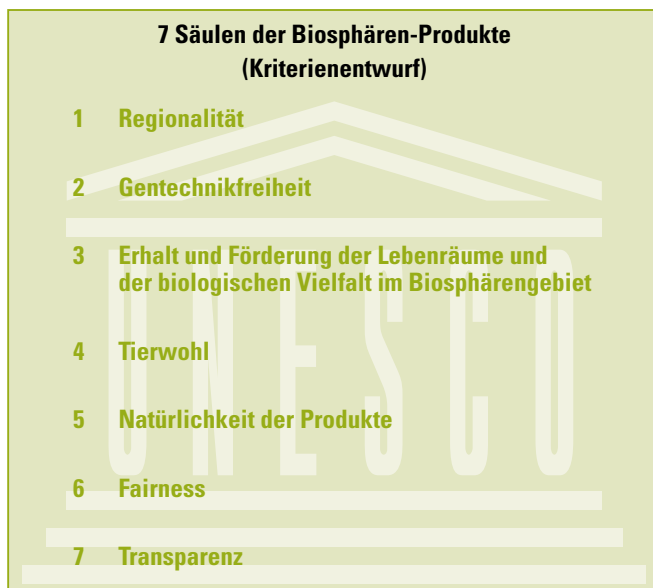 7 Säulen der Biosphären-Produkte
(Kriterienentwurf)
1 Regionalität
2 Gentechnikfreiheit
3 Erhalt und Förderung der Lebenräume und
der biologischen Vielfalt im Biosphärengebiet
4 Tierwohl
5 Natürlichkeit der Produkte
6 Fairness
7 Transparenz
UNESCO